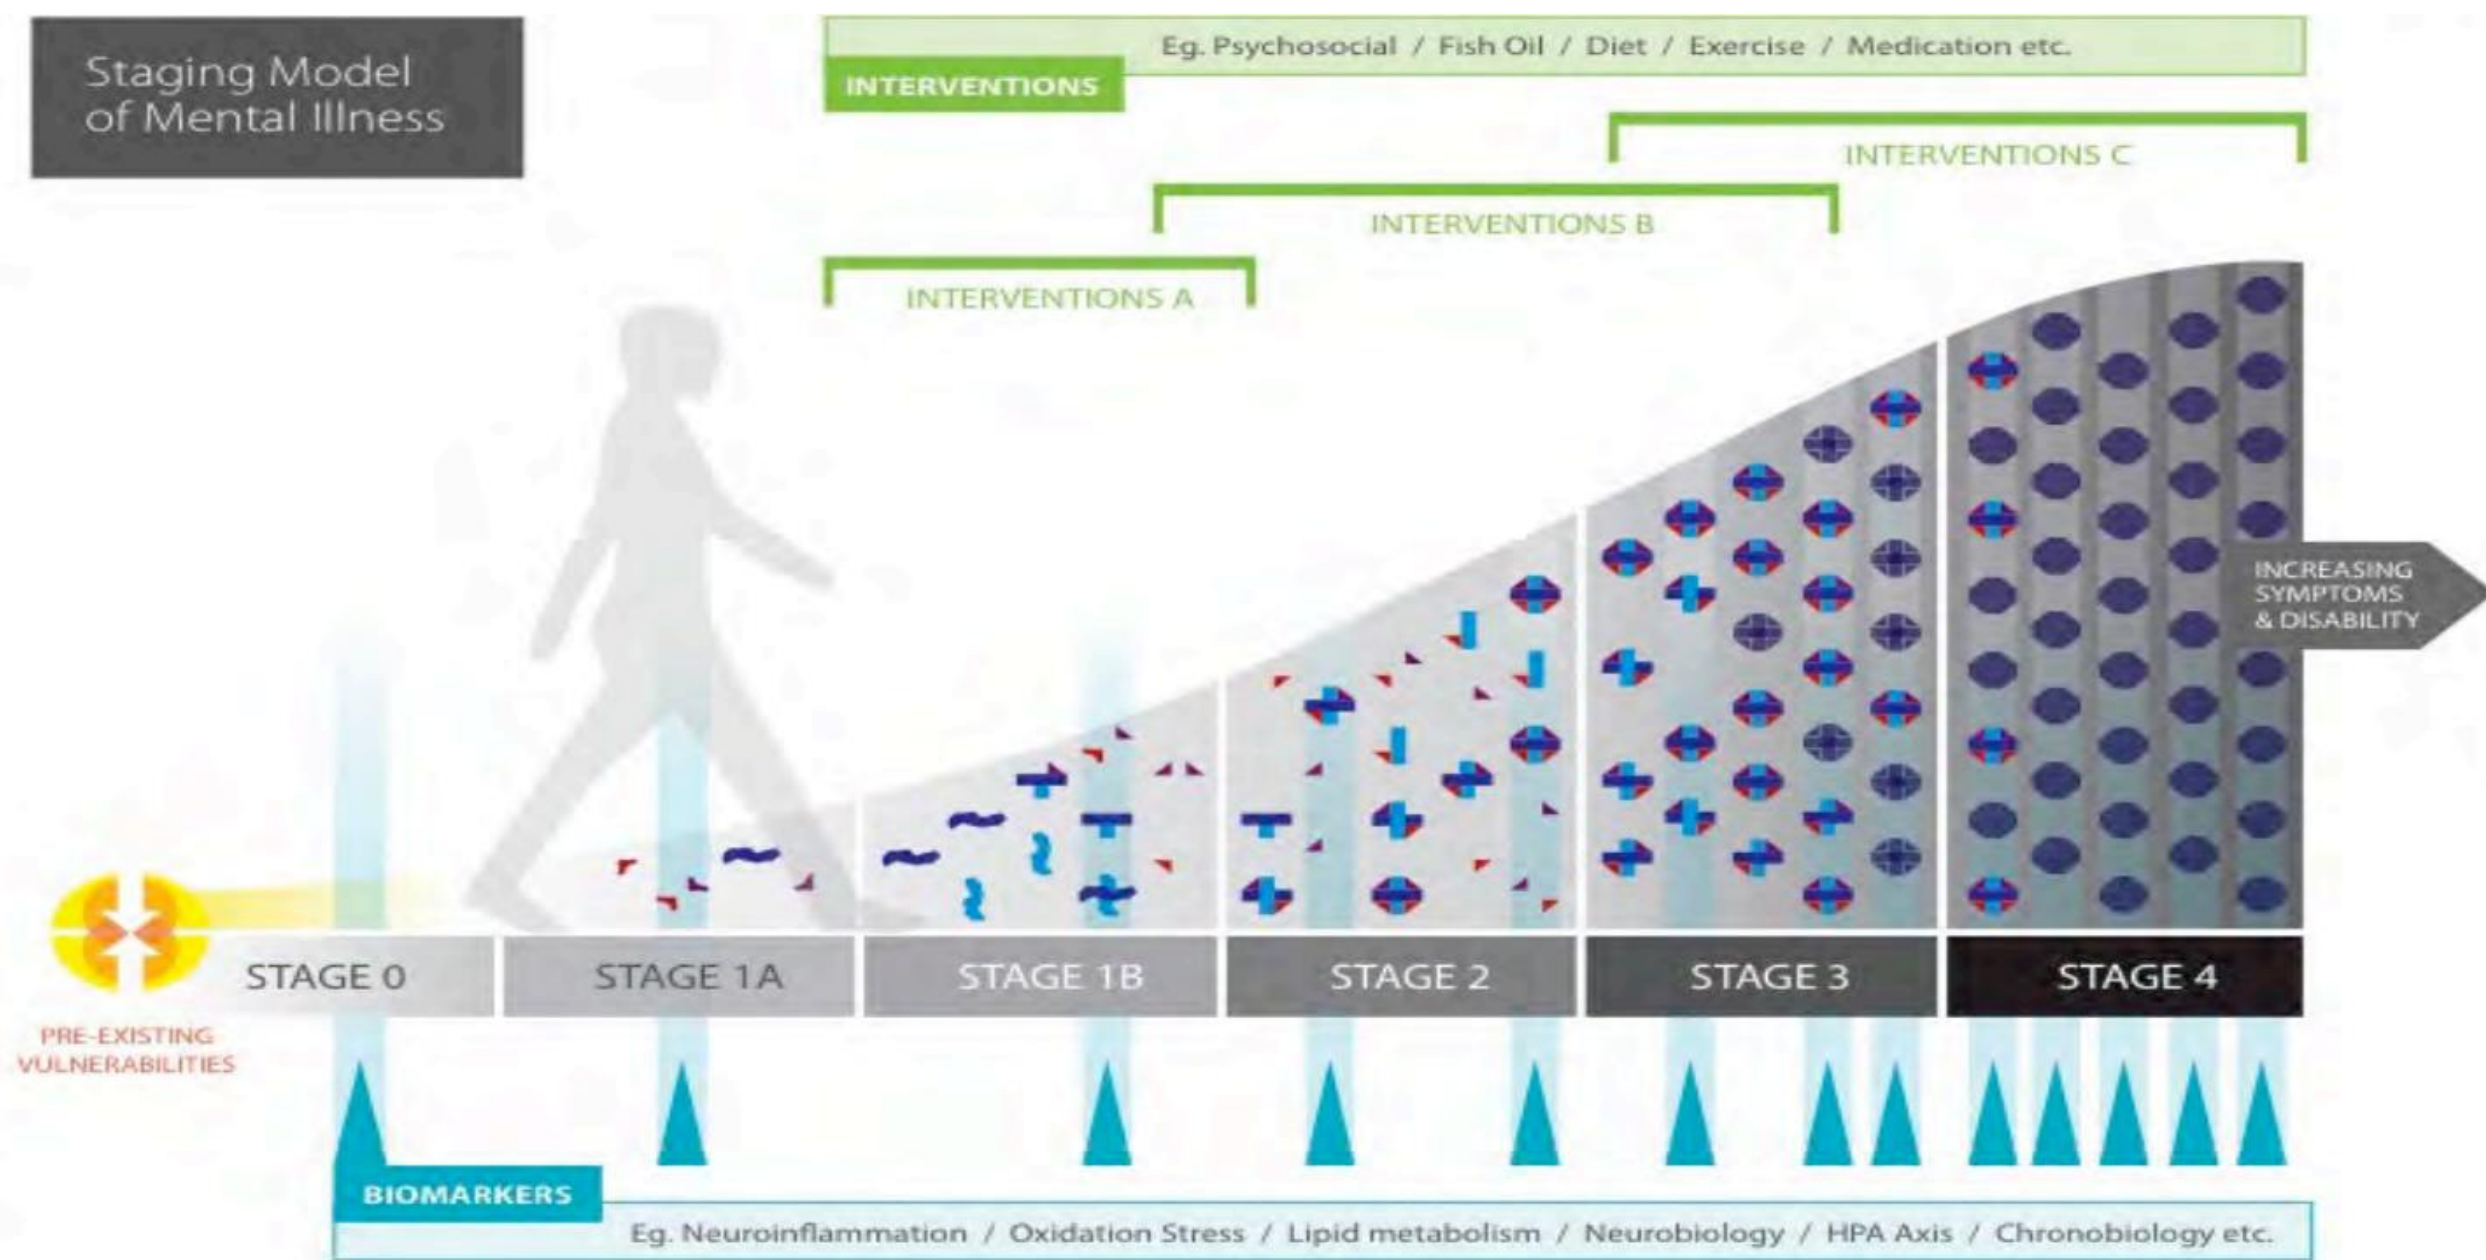 Staging Model
of Mental Illness
Eg. Psychosocial / Fish Oil / Diet / Exercise / Medication etc.
INTERVENTIONS
INTERVENTIONS C
INTERVENTIONS B
INTERVENTIONS A
INCREASING
SYMPTOMS
& DISABILITY
STAGE 0
STAGE 1A
STAGE 1B
STAGE 2
STAGE 3
STAGE 4
PRE-EXISTING
VULNERABILITIES
BIOMARKERS
Eg. Neuroinflammation / Oxidation Stress / Lipid metabolism / Neurobiology / HPA Axis / Chronobiology etc.